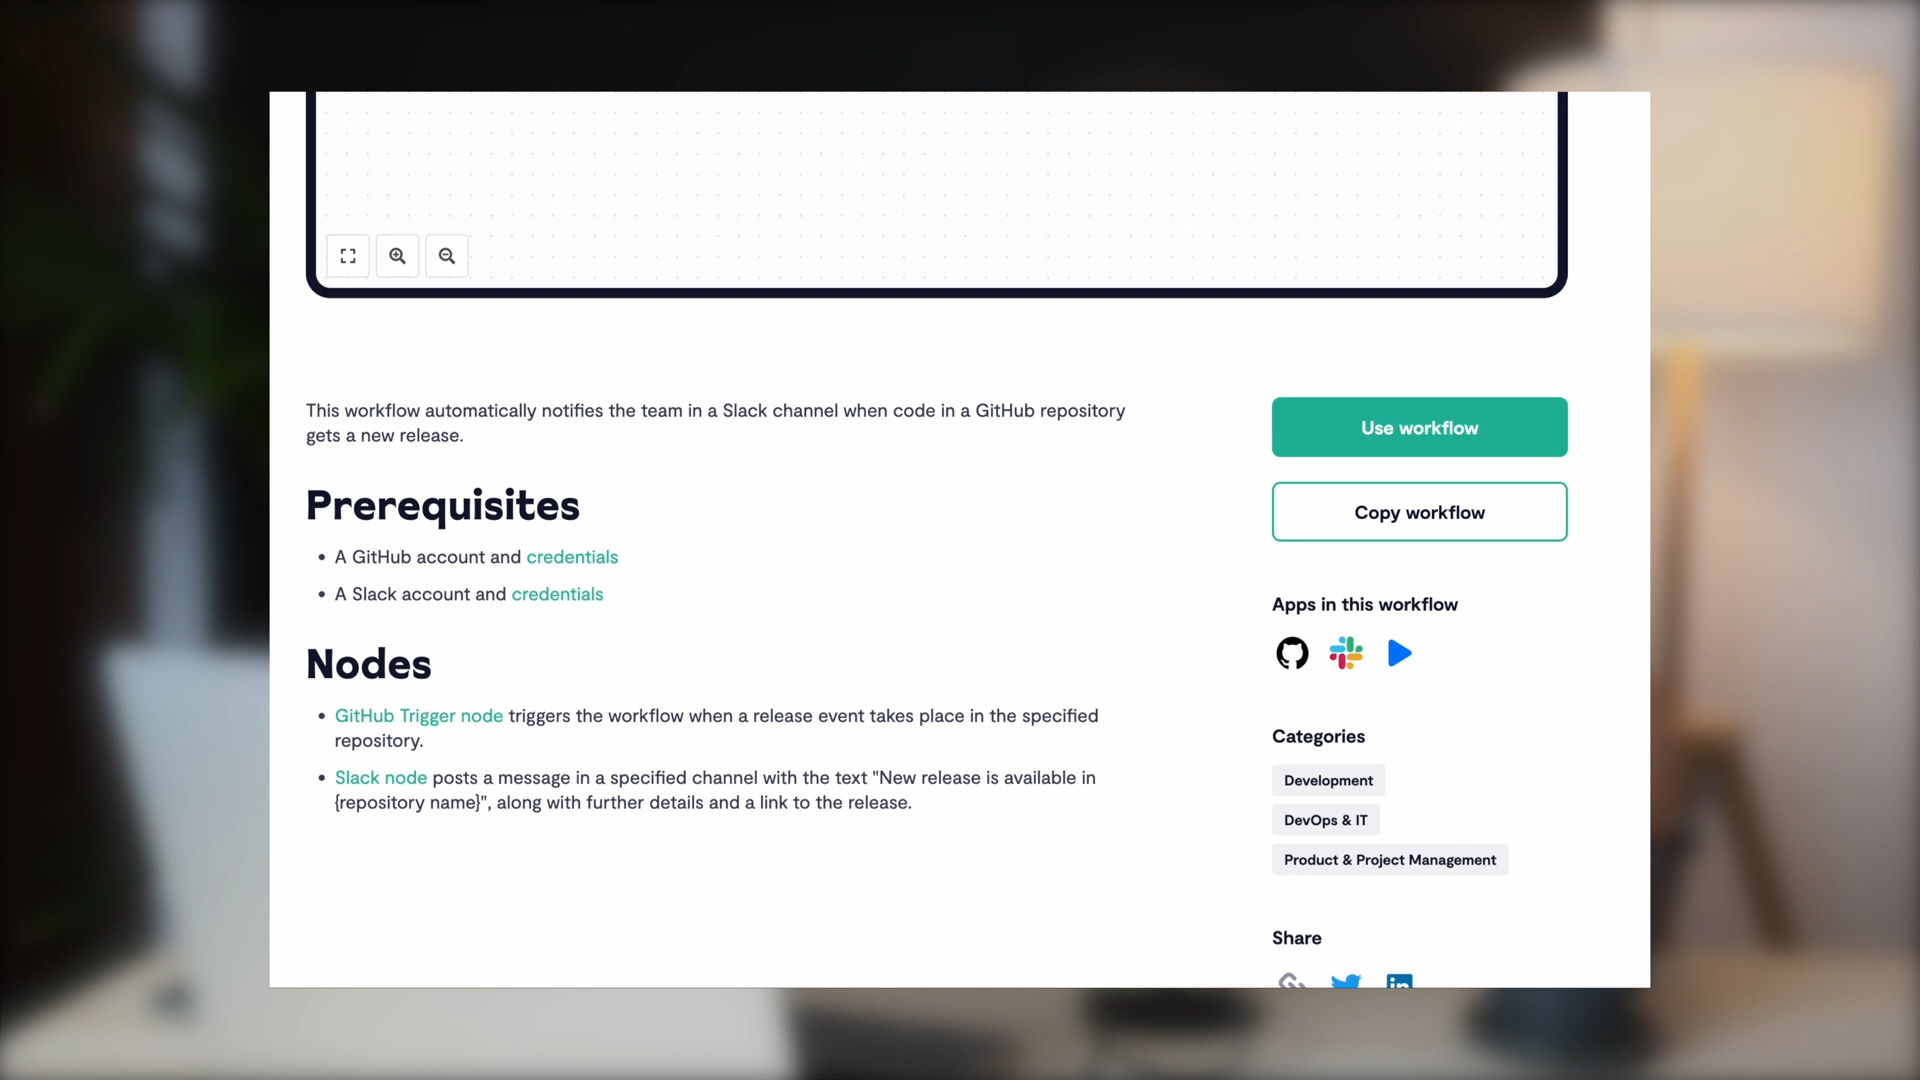 This workflow automatically notifies the team in a Slack channel when code in a GitHub repository
gets a new release.
Prerequisites
• A GitHub account and credentials
• A Slack account and credentials
Nodes
• GitHub Trigger node triggers the workflow when a release event takes place in the specified
repository.
• Slack node posts a message in a specified channel with the text "New release is available in
{repository name}", along with further details and a link to the release.
Use workflow
Copy workflow
Apps in this workflow
Categories
Development
DevOps & IT
Product & Project Management
Share
in